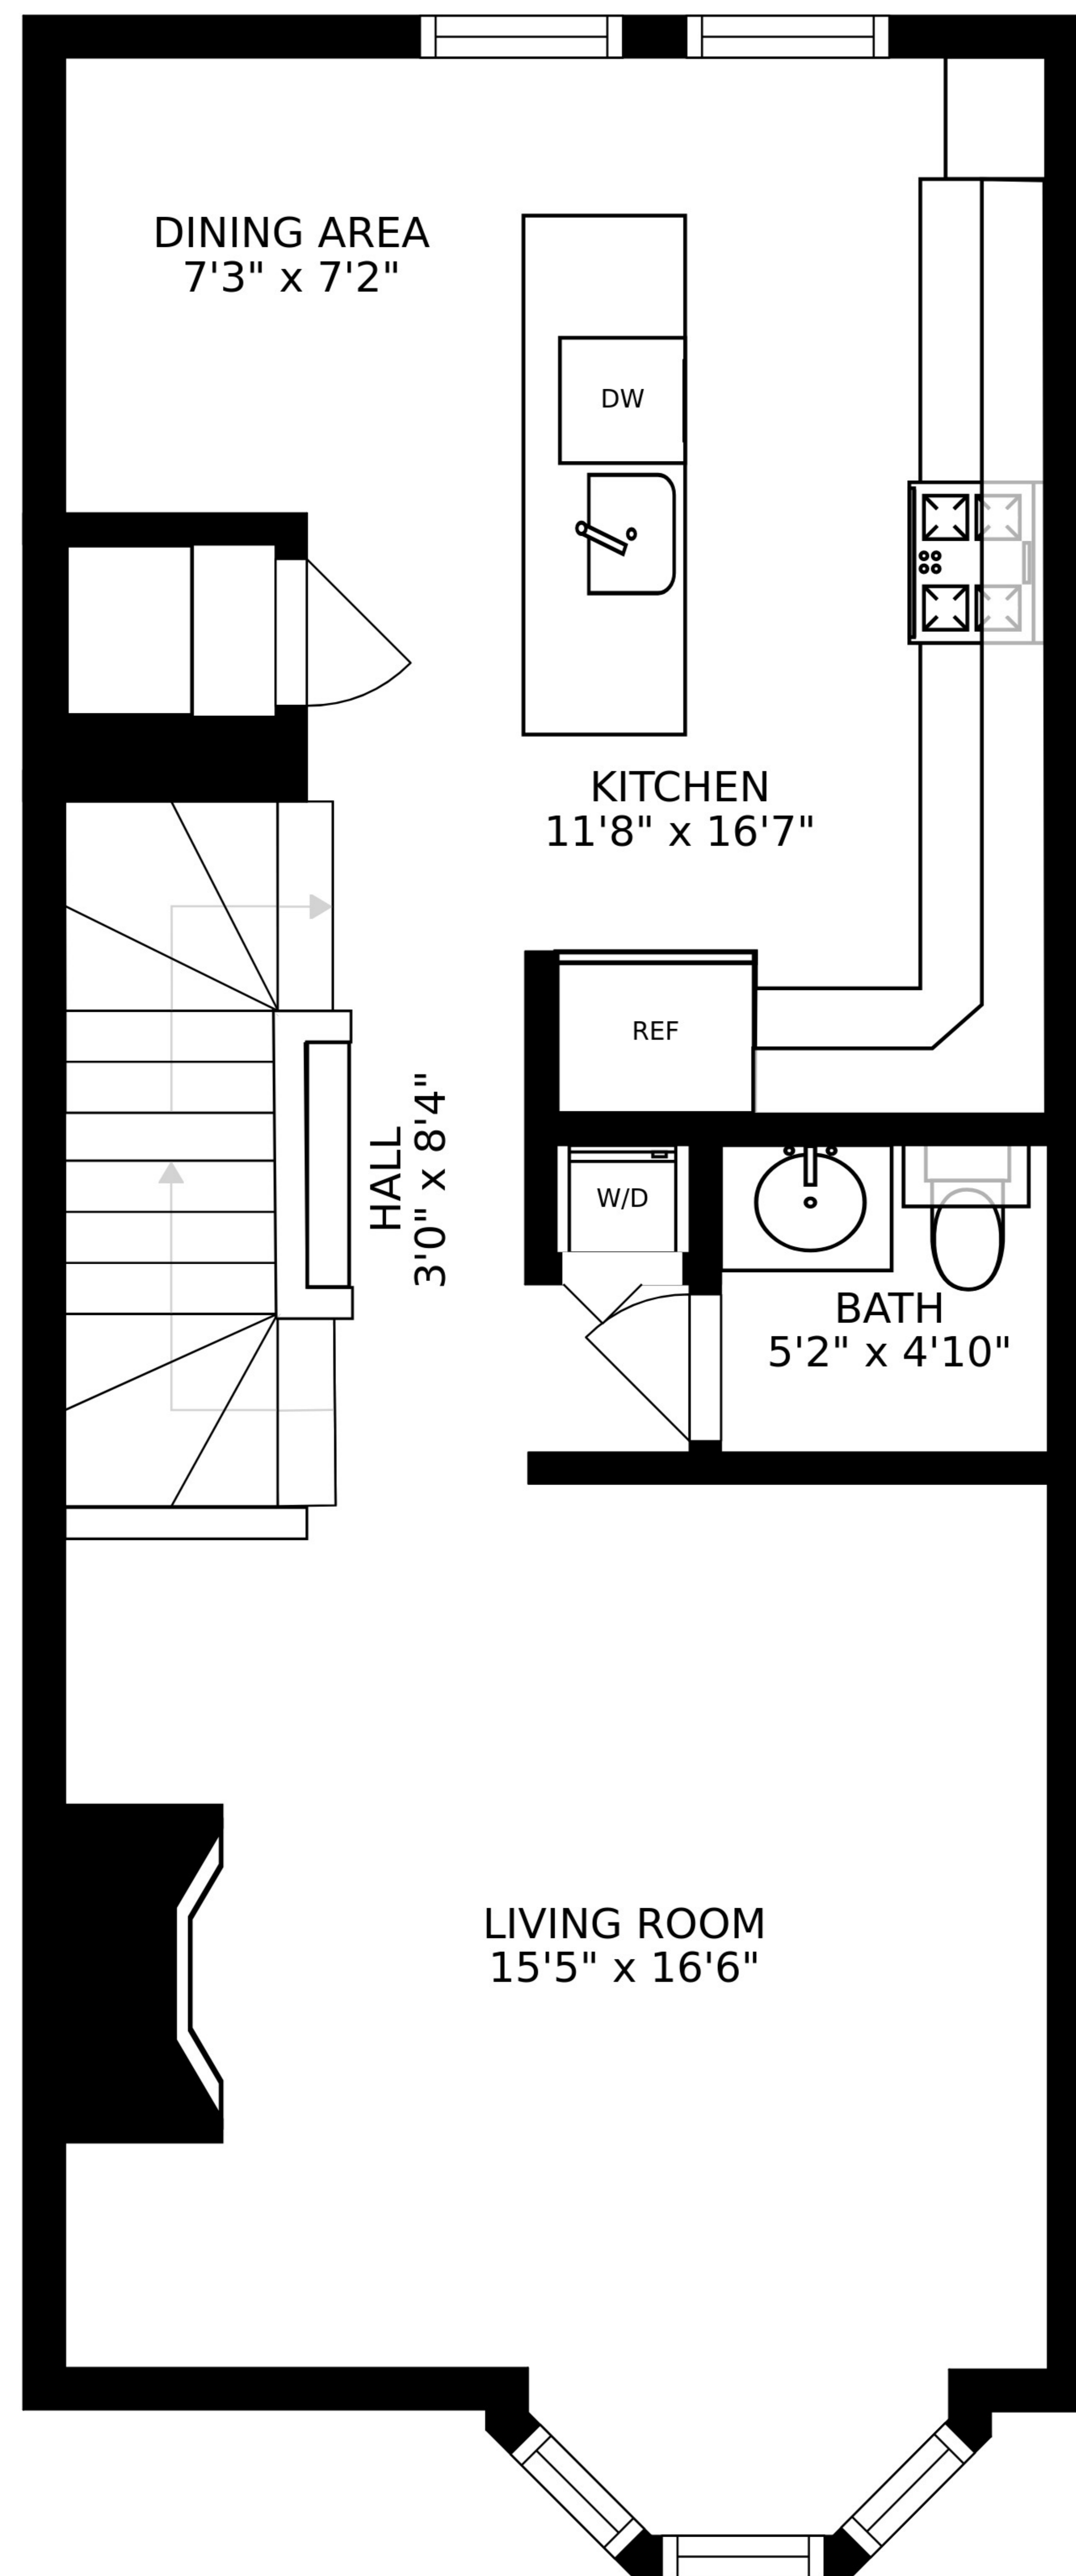 DINING AREA
7'3" x 7'2"
DW
KITCHEN
11'8" x 16'7"
REF
HALL
3'0" x 8'4"
W/D
BATH
5'2" x 4'10"
LIVING ROOM
15'5" x 16'6"